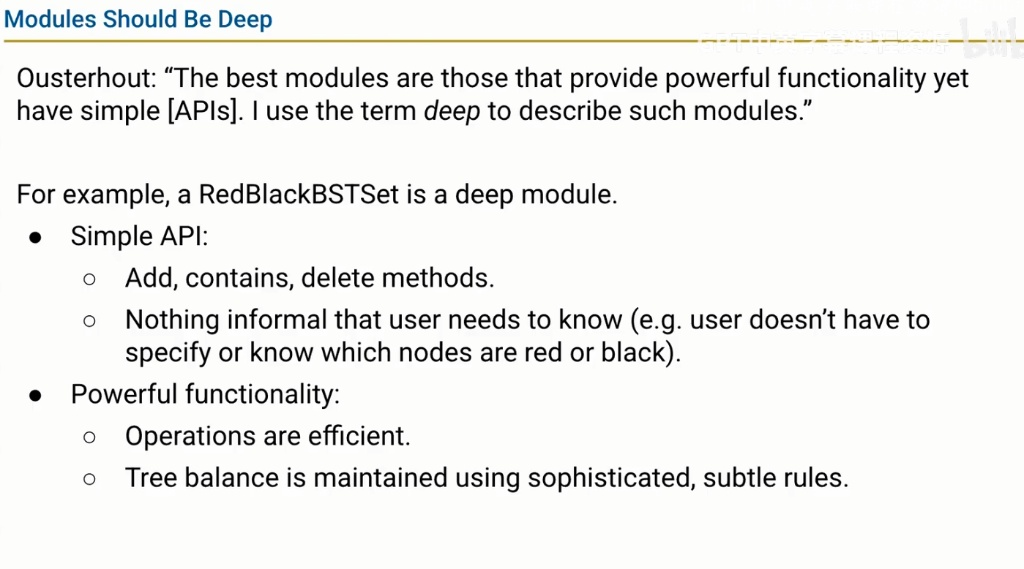 Modules Should Be Deep
Ousterhout: “The best modules are those that provide powerful functionality yet
have simple [APIs]. I use the term deep to describe such modules.”
For example, a RedBlackBSTSet is a deep module.
● Simple API:
○ Add, contains, delete methods.
○ Nothing informal that user needs to know (e.g. user doesn’t have to
specify or know which nodes are red or black).
● Powerful functionality:
○ Operations are efficient.
○ Tree balance is maintained using sophisticated, subtle rules.